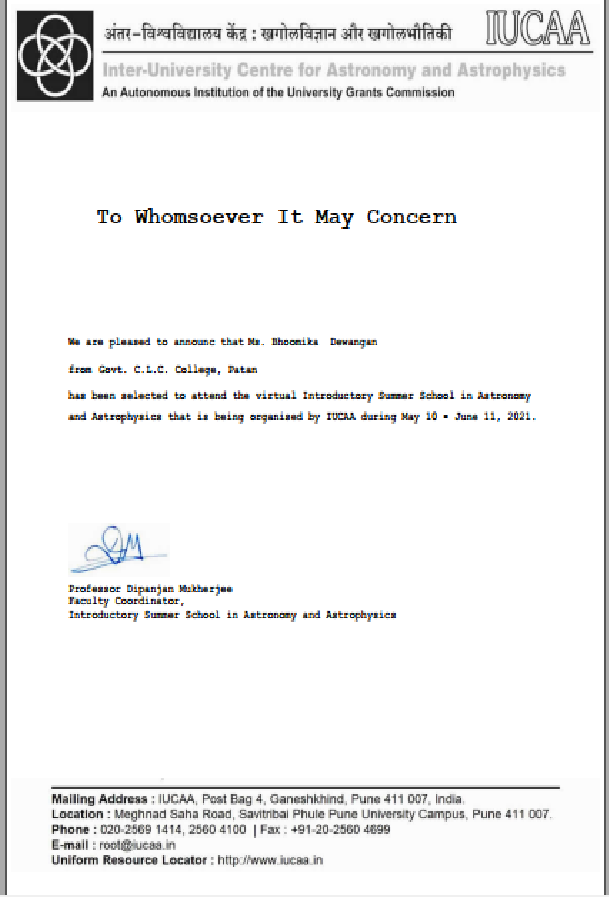 अंतर-विश्वविद्यालय केंद्र : खगोलविज्ञान और खगोलभौतिकी
IUCAA
Inter-University Centre for Astronomy and Astrophysics
An Autonomous Institution of the University Grants Commission
To Whomsoever It May Concern
We are pleased to announc that Ms. Bhoomika Dewangan
from Govt. C.L.C. College, Patan
has been selected to attend the virtual Introductory Summer School in Astronomy
and Astrophysics that is being organised by IUCAA during May 10 - June 11, 2021.
Professor Dipanjan Mukherjee
Faculty Coordinator,
Introductory Summer School in Astronomy and Astrophysics
Mailing Address : IUCAA, Post Bag 4, Ganeshkhind, Pune 411 007, India.
Location : Meghnad Saha Road, Savitribai Phule Pune University Campus, Pune 411 007.
Phone : 020-2569 1414, 2560 4100 | Fax : +91-20-2560 4699
E-mail : root@iucaa.in
Uniform Resource Locator : http://www.iucaa.in